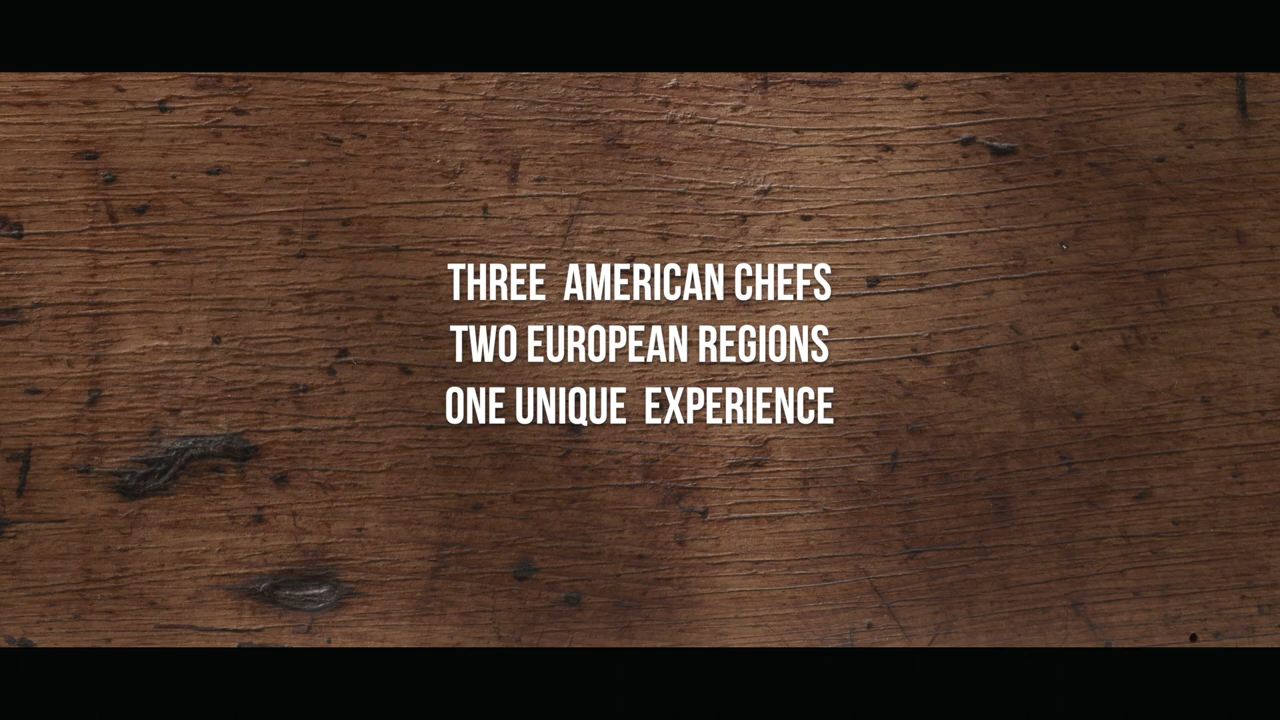 THREE AMERICAN CHEFS
TWO EUROPEAN REGIONS
ONE UNIQUE EXPERIENCE